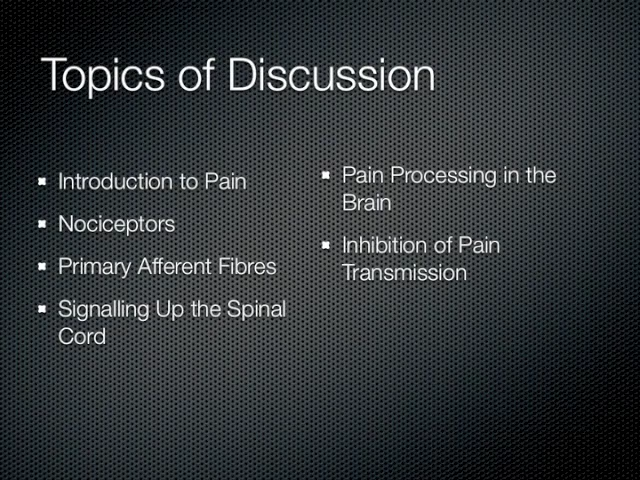 Topics of Discussion
Introduction to Pain
Nociceptors
Primary Afferent Fibres
Signalling Up the Spinal
Cord
Pain Processing in the
Brain
Inhibition of Pain
Transmission